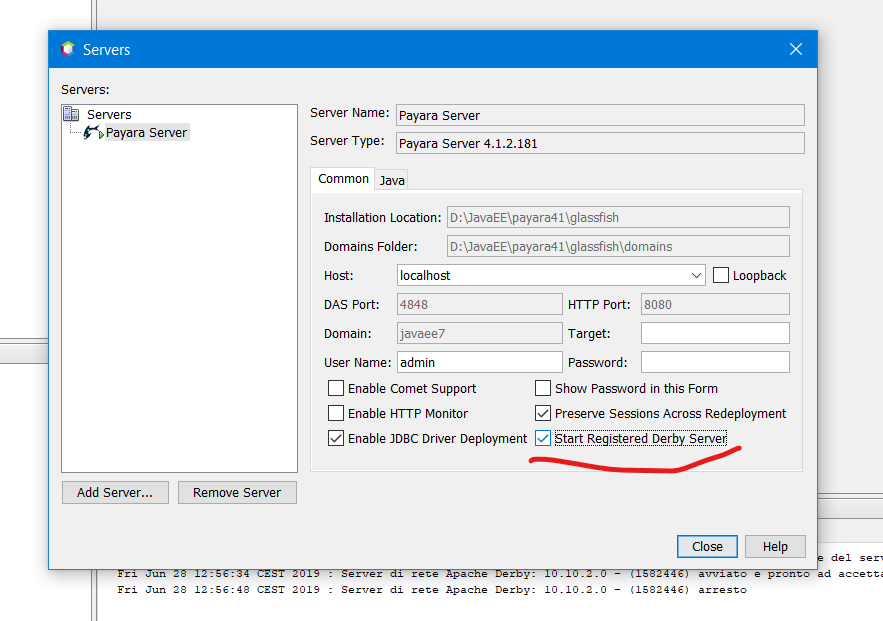 Servers
Servers:
Servers
Payara Server
Server Name: Payara Server
Server Type: Payara Server 4.1.2.181
Common Java
Installation Location: D:\JavaEE\payara41\glassfish
Domains Folder: D:\JavaEE\payara41\glassfish\domains
Host: localhost Loopback
DAS Port: 4848 HTTP Port: 8080
Domain: javaee7 Target:
User Name: admin Password:
Enable Comet Support Show Password in this Form
Enable HTTP Monitor Preserve Sessions Across Redeployment
Enable JDBC Driver Deployment Start Registered Derby Server
Add Server... Remove Server
Close Help
e del serv
Fri Jun 28 12:56:34 CEST 2019 : Server di rete Apache Derby: 10.10.2.0 - (1582446) avviato e pronto ad accetta
Fri Jun 28 12:56:48 CEST 2019 : Server di rete Apache Derby: 10.10.2.0 - (1582446) arresto